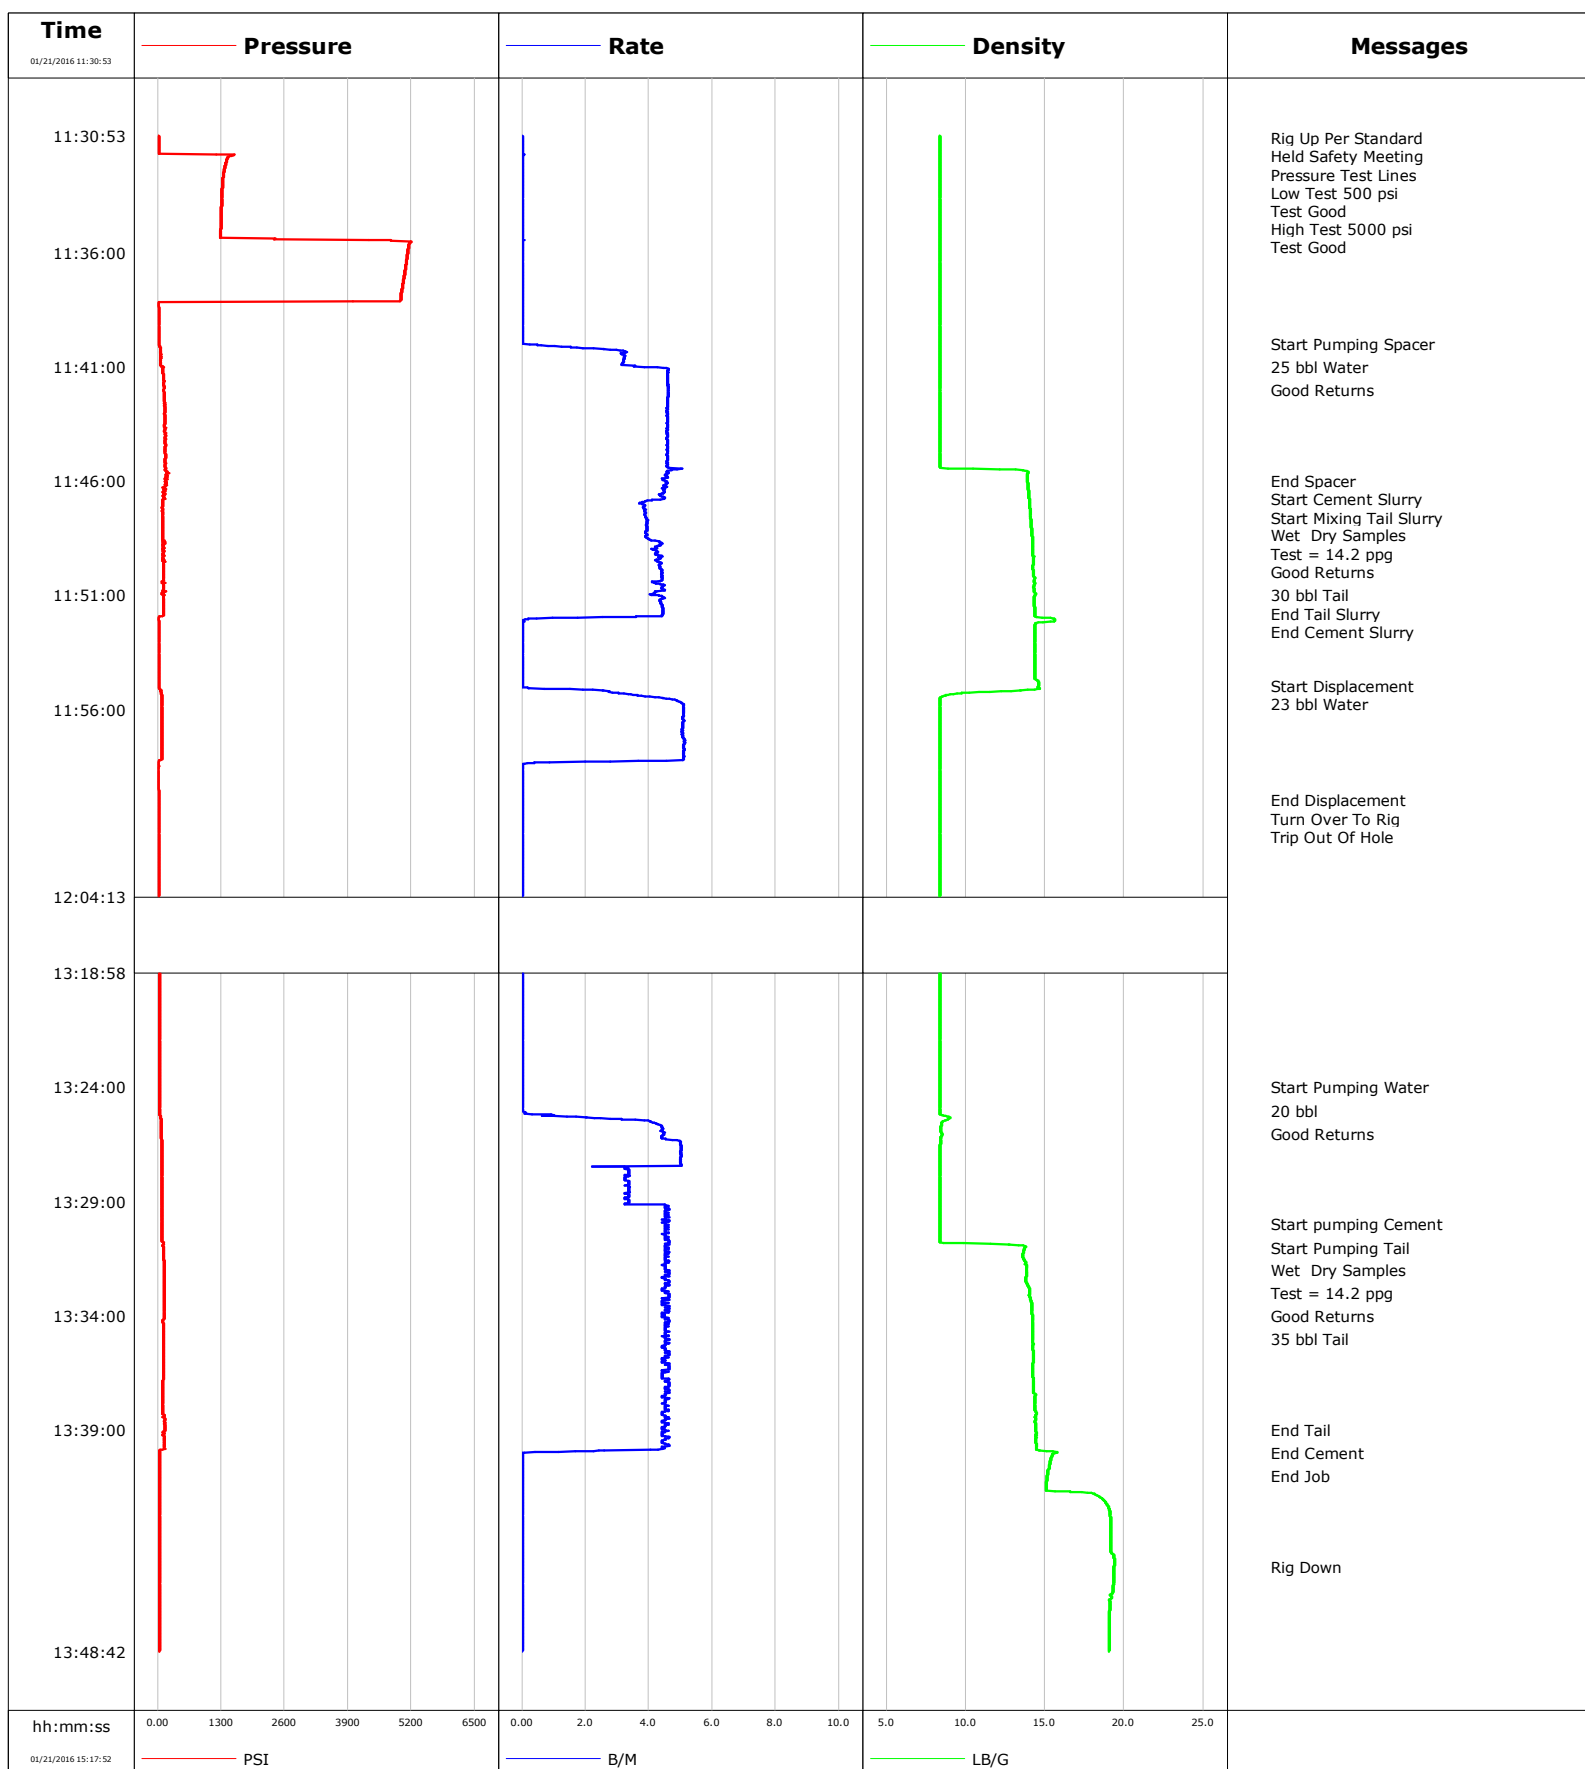 Time
01/21/2016 11:30:53
Pressure
Rate
Density
Messages
11:30:53
Rig Up Per Standard
Held Safety Meeting
Pressure Test Lines
Low Test 500 psi
Test Good
High Test 5000 psi
11:36:00
Test Good
Start Pumping Spacer
11:41:00
25 bbl Water
Good Returns
11:46:00
End Spacer
Start Cement Slurry
Start Mixing Tail Slurry
Wet  Dry Samples
Test = 14.2 ppg
Good Returns
11:51:00
30 bbl Tail
End Tail Slurry
End Cement Slurry
Start Displacement
11:56:00
23 bbl Water
End Displacement
Turn Over To Rig
Trip Out Of Hole
12:04:13
13:18:58
13:24:00
Start Pumping Water
20 bbl
Good Returns
13:29:00
Start pumping Cement
Start Pumping Tail
Wet  Dry Samples
Test = 14.2 ppg
13:34:00
Good Returns
35 bbl Tail
13:39:00
End Tail
End Cement
End Job
Rig Down
13:48:42
hh:mm:ss
0.00 1300 2600 3900 5200 6500
0.00 2.0 4.0 6.0 8.0 10.0
5.0 10.0 15.0 20.0 25.0
01/21/2016 15:17:52
PSI
B/M
LB/G